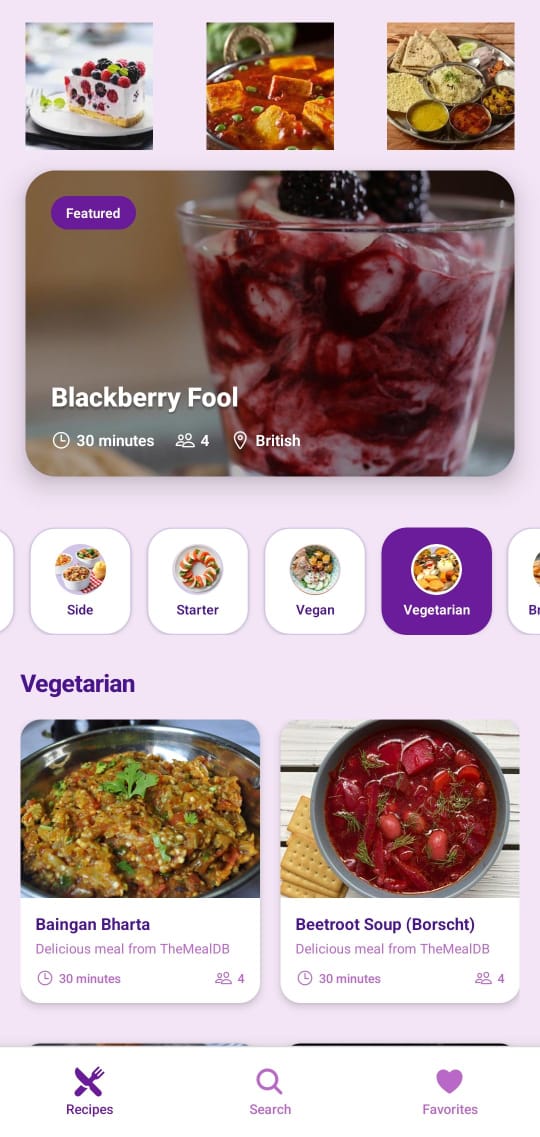 Featured
Blackberry Fool
30 minutes 4 British
Side Starter Vegan Vegetarian Br
Vegetarian
Baingan Bharta Beetroot Soup (Borscht)
Delicious meal from TheMealDB Delicious meal from TheMealDB
30 minutes 4 30 minutes 4
Recipes Search Favorites